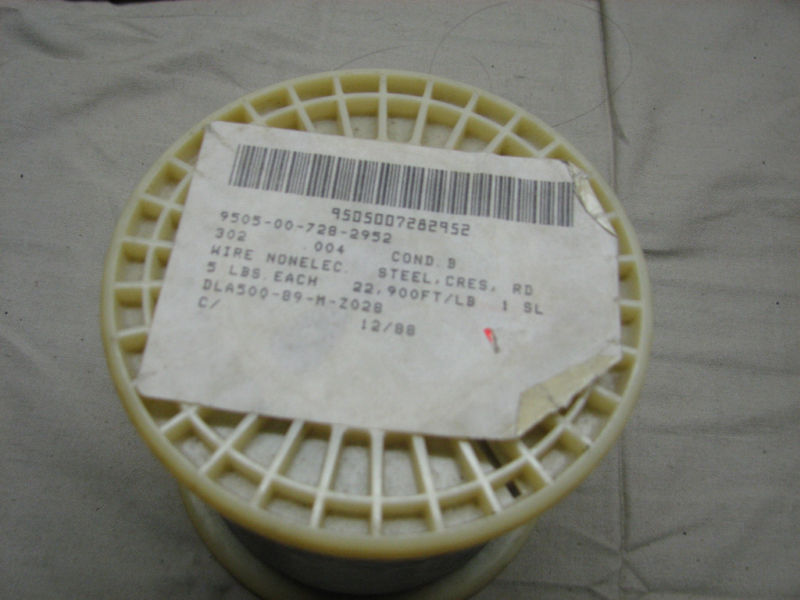 9505007282952
9505-00-728-2952
302 .004 COND.B
WIRE NONELEC. STEEL,CRES, RD
5 LBS.EACH 22,900FT/LB 1 SL
DLA500-89-M-Z028
C/ 12/88